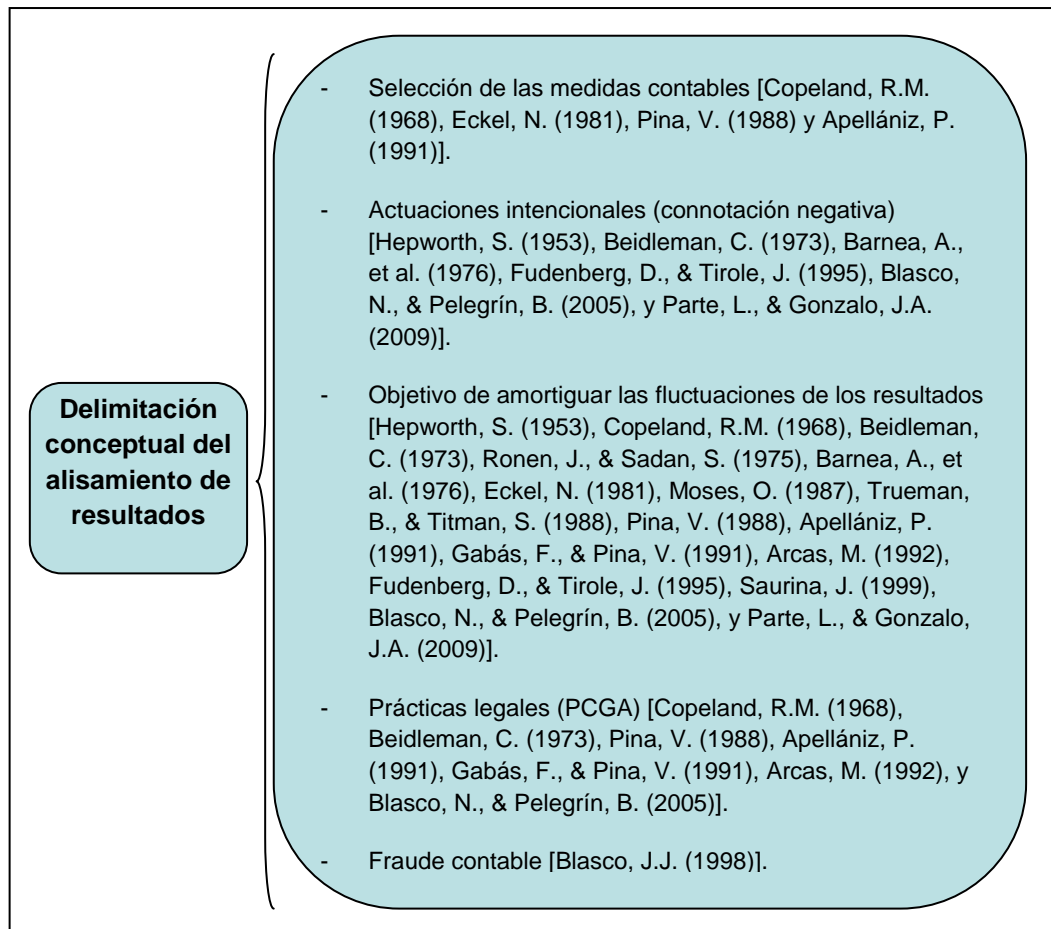 - Selección de las medidas contables [Copeland, R.M.
(1968), Eckel, N. (1981), Pina, V. (1988) y Apellániz, P.
(1991)].
- Actuaciones intencionales (connotación negativa)
[Hepworth, S. (1953), Beidleman, C. (1973), Barnea, A.,
et al. (1976), Fudenberg, D., & Tirole, J. (1995), Blasco,
N., & Pelegrín, B. (2005), y Parte, L., & Gonzalo, J.A.
(2009)].
- Objetivo de amortiguar las fluctuaciones de los resultados
[Hepworth, S. (1953), Copeland, R.M. (1968), Beidleman,
C. (1973), Ronen, J., & Sadan, S. (1975), Barnea, A., et
al. (1976), Eckel, N. (1981), Moses, O. (1987), Trueman,
B., & Titman, S. (1988), Pina, V. (1988), Apellániz, P.
(1991), Gabás, F., & Pina, V. (1991), Arcas, M. (1992),
Fudenberg, D., & Tirole, J. (1995), Saurina, J. (1999),
Blasco, N., & Pelegrín, B. (2005), y Parte, L., & Gonzalo,
J.A. (2009)].
- Prácticas legales (PCGA) [Copeland, R.M. (1968),
Beidleman, C. (1973), Pina, V. (1988), Apellániz, P.
(1991), Gabás, F., & Pina, V. (1991), Arcas, M. (1992), y
Blasco, N., & Pelegrín, B. (2005)].
- Fraude contable [Blasco, J.J. (1998)].
Delimitación
conceptual del
alisamiento de
resultados